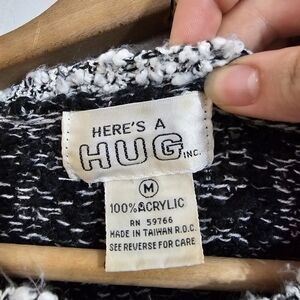 HERE'S A
HUG INC.
M
100% ACRYLIC
RN 59766
MADE IN TAIWAN R.O.C.
SEE REVERSE FOR CARE